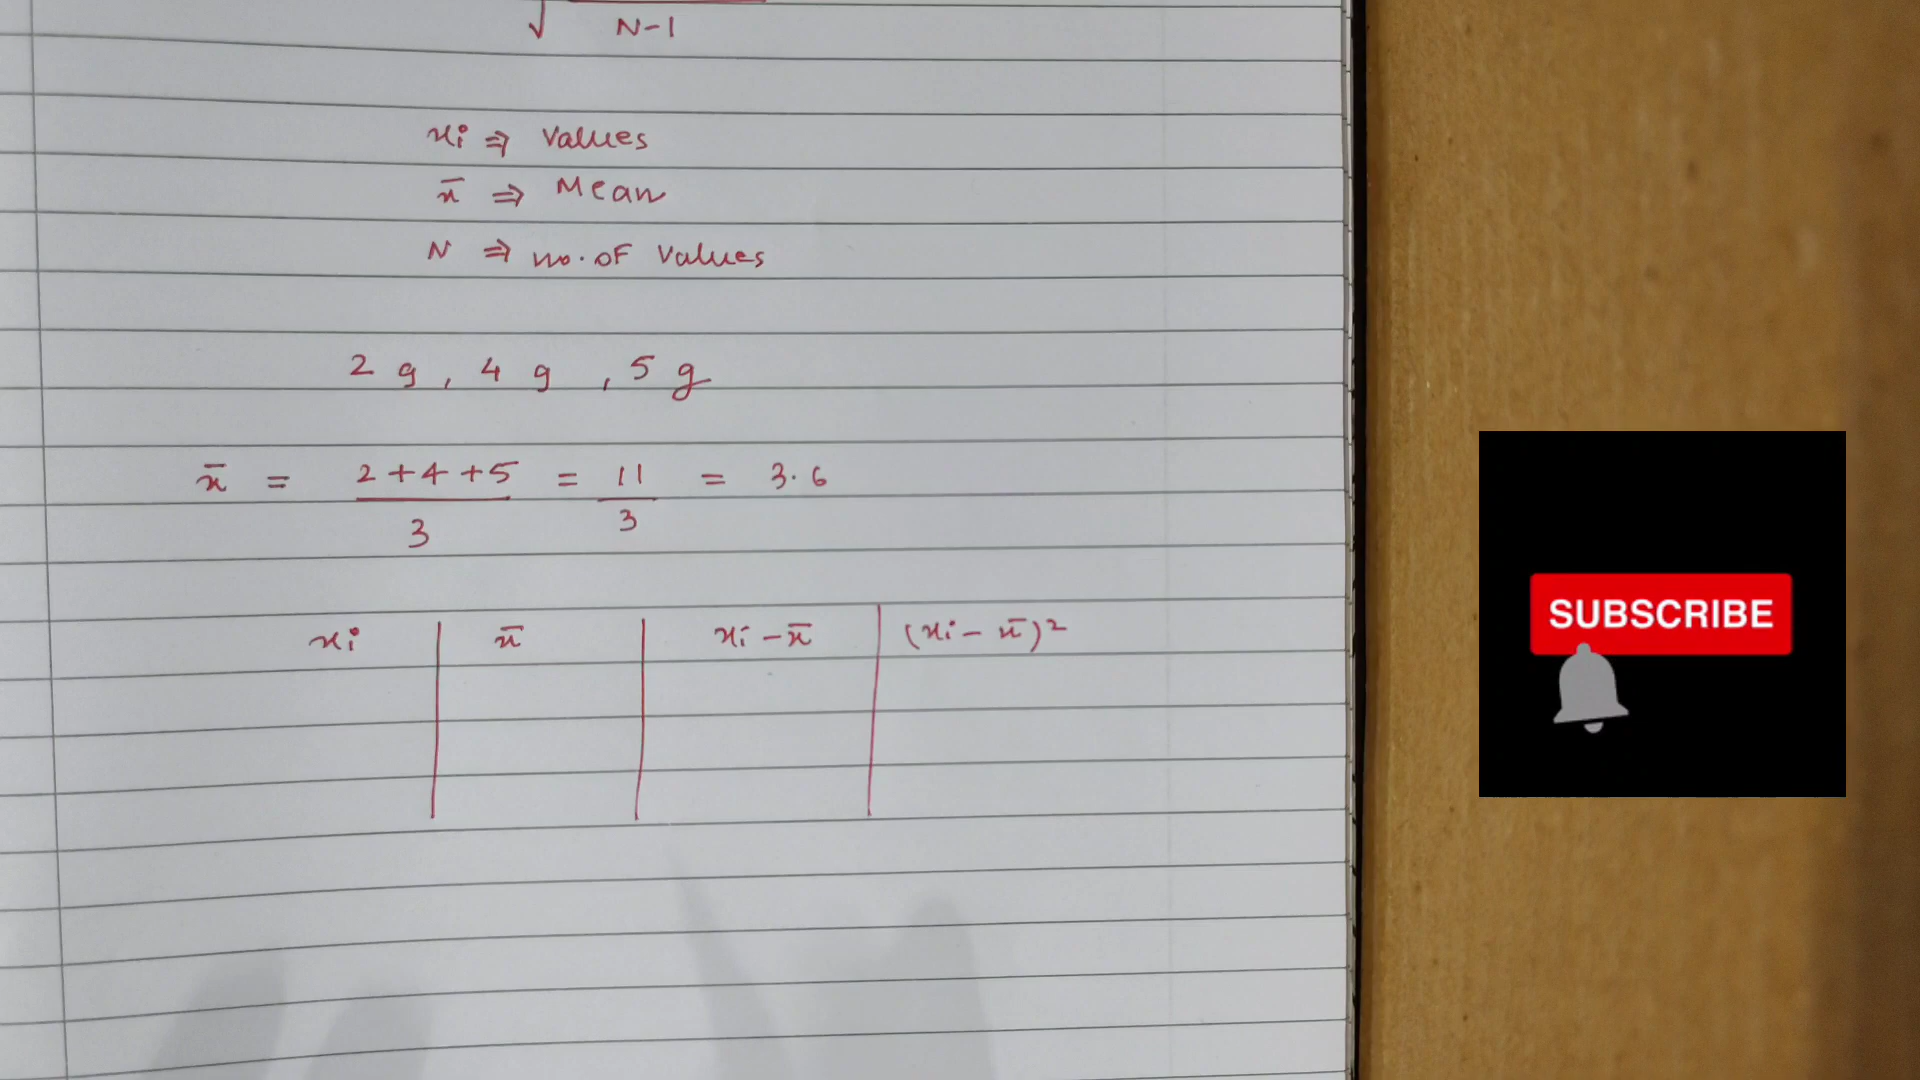 √ N-1
xi ⇒ Values
x̄ ⇒ Mean
N ⇒ no. of Values
2 g, 4 g, 5 g
x̄ = 2+4+5 / 3 = 11 / 3 = 3.6
xi | x̄ | xi - x̄ | (xi - x̄)²
SUBSCRIBE